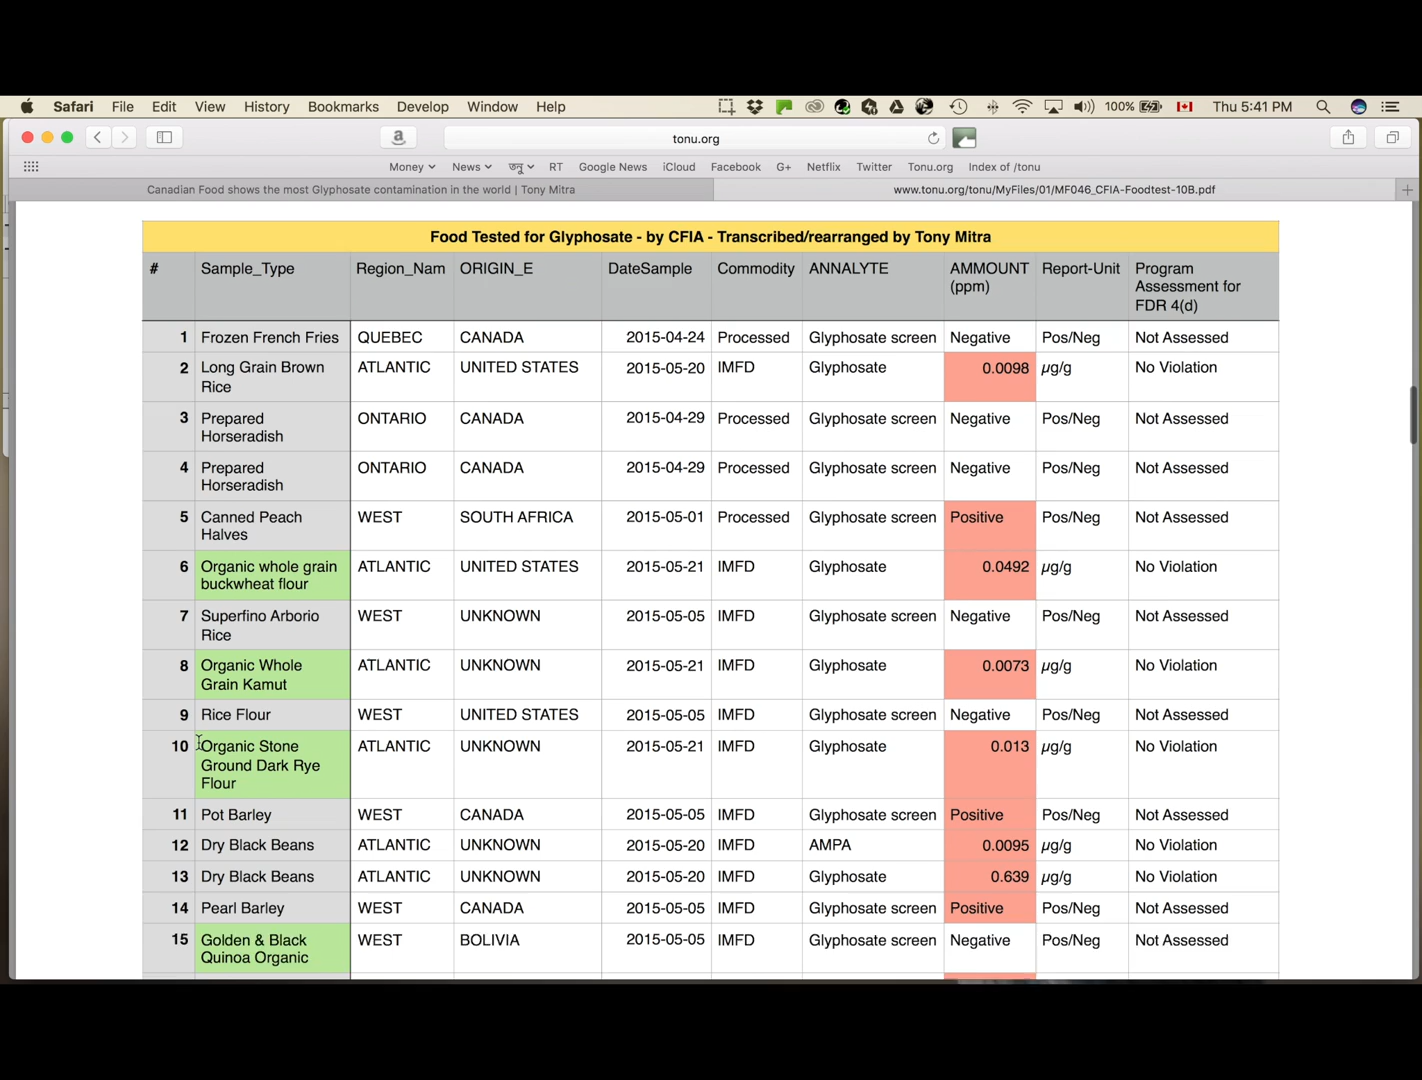 Safari File Edit View History Bookmarks Develop Window Help 100% Thu 5:41 PM
tonu.org
Money News তনু RT Google News iCloud Facebook G+ Netflix Twitter Tonu.org Index of /tonu
Canadian Food shows the most Glyphosate contamination in the world | Tony Mitra www.tonu.org/tonu/MyFiles/01/MF046_CFIA-Foodtest-10B.pdf
Food Tested for Glyphosate - by CFIA - Transcribed/rearranged by Tony Mitra
# Sample_Type Region_Nam ORIGIN_E DateSample Commodity ANNALYTE AMMOUNT Report-Unit Program
(ppm) Assessment for
FDR 4(d)
1 Frozen French Fries QUEBEC CANADA 2015-04-24 Processed Glyphosate screen Negative Pos/Neg Not Assessed
2 Long Grain Brown ATLANTIC UNITED STATES 2015-05-20 IMFD Glyphosate 0.0098 µg/g No Violation
Rice
3 Prepared ONTARIO CANADA 2015-04-29 Processed Glyphosate screen Negative Pos/Neg Not Assessed
Horseradish
4 Prepared ONTARIO CANADA 2015-04-29 Processed Glyphosate screen Negative Pos/Neg Not Assessed
Horseradish
5 Canned Peach WEST SOUTH AFRICA 2015-05-01 Processed Glyphosate screen Positive Pos/Neg Not Assessed
Halves
6 Organic whole grain ATLANTIC UNITED STATES 2015-05-21 IMFD Glyphosate 0.0492 µg/g No Violation
buckwheat flour
7 Superfino Arborio WEST UNKNOWN 2015-05-05 IMFD Glyphosate screen Negative Pos/Neg Not Assessed
Rice
8 Organic Whole ATLANTIC UNKNOWN 2015-05-21 IMFD Glyphosate 0.0073 µg/g No Violation
Grain Kamut
9 Rice Flour WEST UNITED STATES 2015-05-05 IMFD Glyphosate screen Negative Pos/Neg Not Assessed
10 Organic Stone ATLANTIC UNKNOWN 2015-05-21 IMFD Glyphosate 0.013 µg/g No Violation
Ground Dark Rye
Flour
11 Pot Barley WEST CANADA 2015-05-05 IMFD Glyphosate screen Positive Pos/Neg Not Assessed
12 Dry Black Beans ATLANTIC UNKNOWN 2015-05-20 IMFD AMPA 0.0095 µg/g No Violation
13 Dry Black Beans ATLANTIC UNKNOWN 2015-05-20 IMFD Glyphosate 0.639 µg/g No Violation
14 Pearl Barley WEST CANADA 2015-05-05 IMFD Glyphosate screen Positive Pos/Neg Not Assessed
15 Golden & Black WEST BOLIVIA 2015-05-05 IMFD Glyphosate screen Negative Pos/Neg Not Assessed
Quinoa Organic